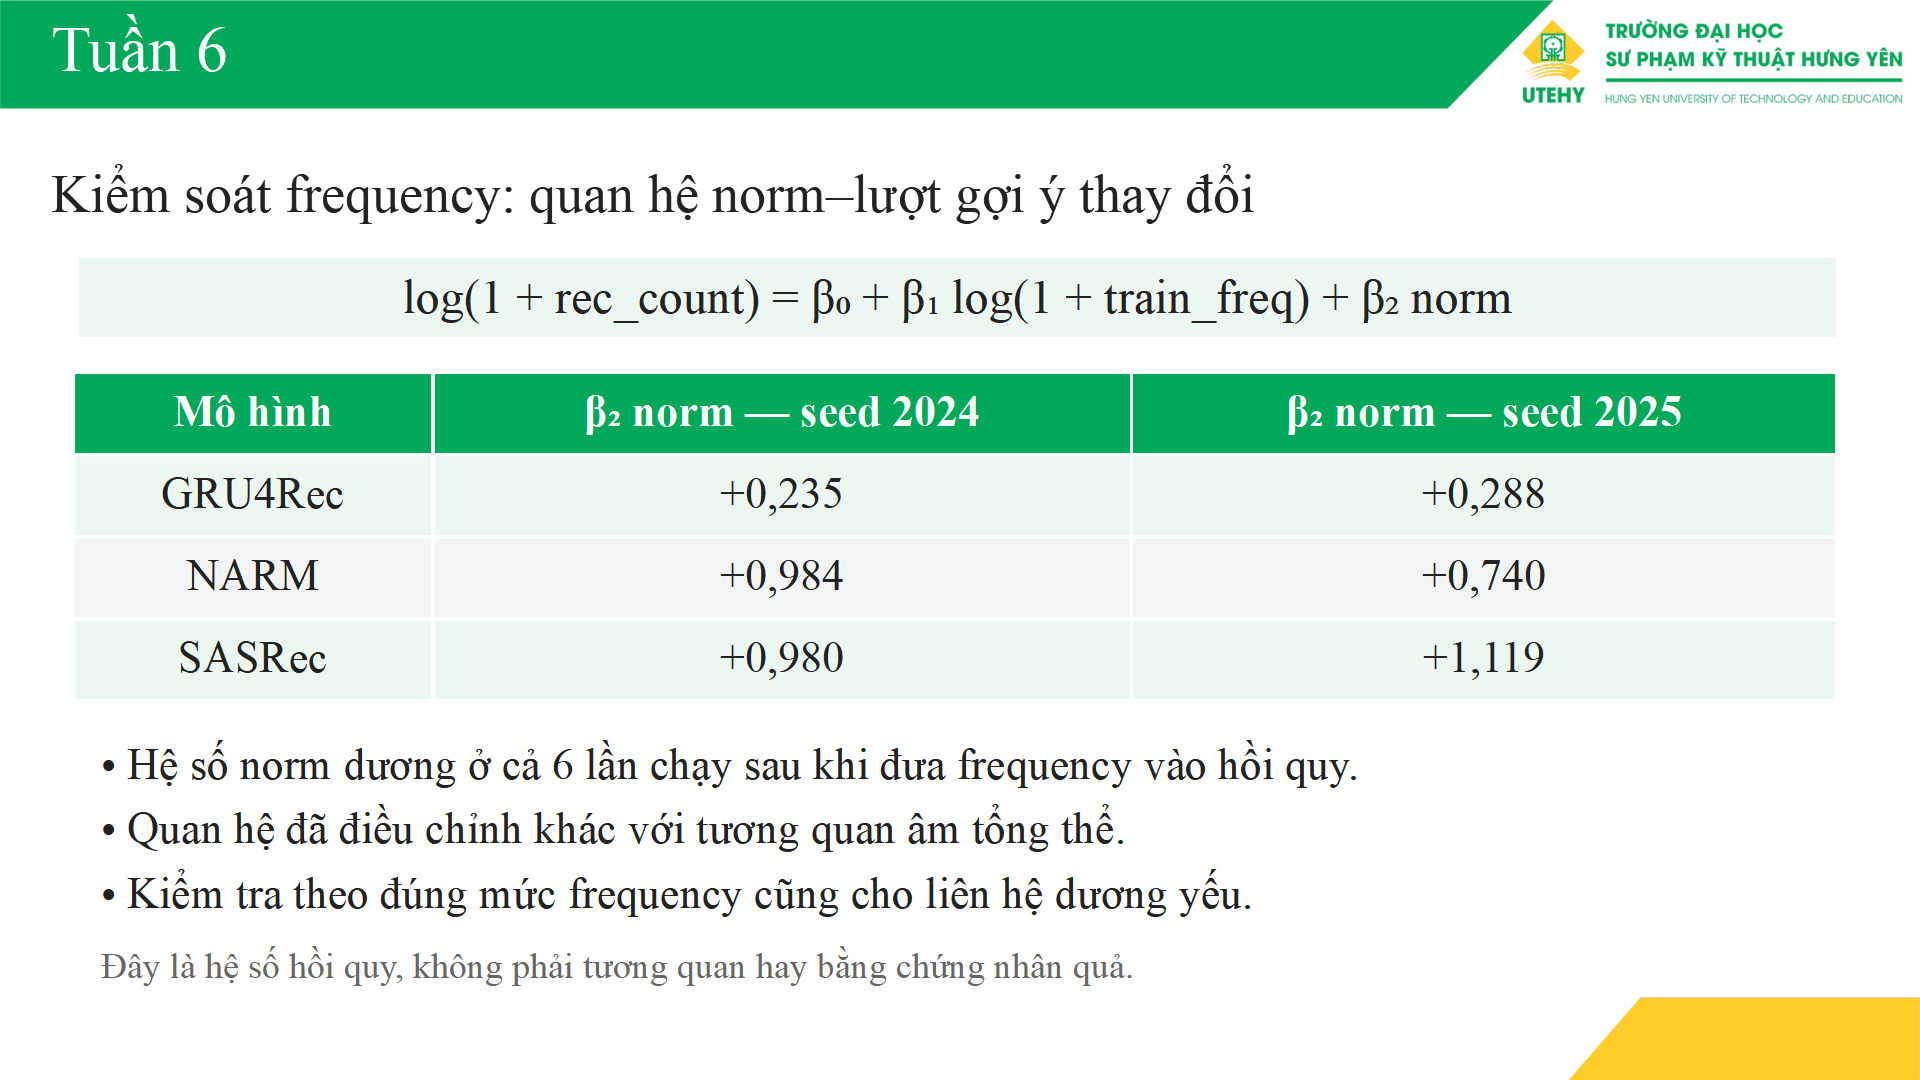 Tuần 6
TRƯỜNG ĐẠI HỌC
SƯ PHẠM KỸ THUẬT HƯNG YÊN
UTEHY
HUNG YEN UNIVERSITY OF TECHNOLOGY AND EDUCATION
Kiểm soát frequency: quan hệ norm–lượt gợi ý thay đổi
log(1 + rec_count) = β₀ + β₁ log(1 + train_freq) + β₂ norm
Mô hình β₂ norm — seed 2024 β₂ norm — seed 2025
GRU4Rec +0,235 +0,288
NARM +0,984 +0,740
SASRec +0,980 +1,119
• Hệ số norm dương ở cả 6 lần chạy sau khi đưa frequency vào hồi quy.
• Quan hệ đã điều chỉnh khác với tương quan âm tổng thể.
• Kiểm tra theo đúng mức frequency cũng cho liên hệ dương yếu.
Đây là hệ số hồi quy, không phải tương quan hay bằng chứng nhân quả.